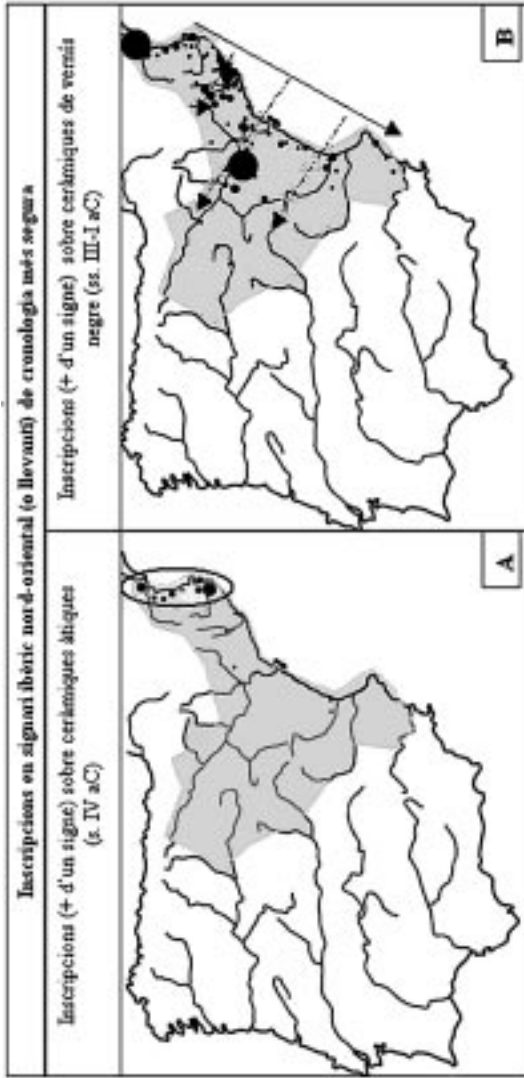 Inscripcions en signari ibèric nord-oriental (o llevantí) de cronologia més segura
Inscripcions (+ d'un signe) sobre ceràmiques àtiques
(s. IV aC)
A
Inscripcions (+ d'un signe) sobre ceràmiques de vernís
negre (ss. III-I aC)
B